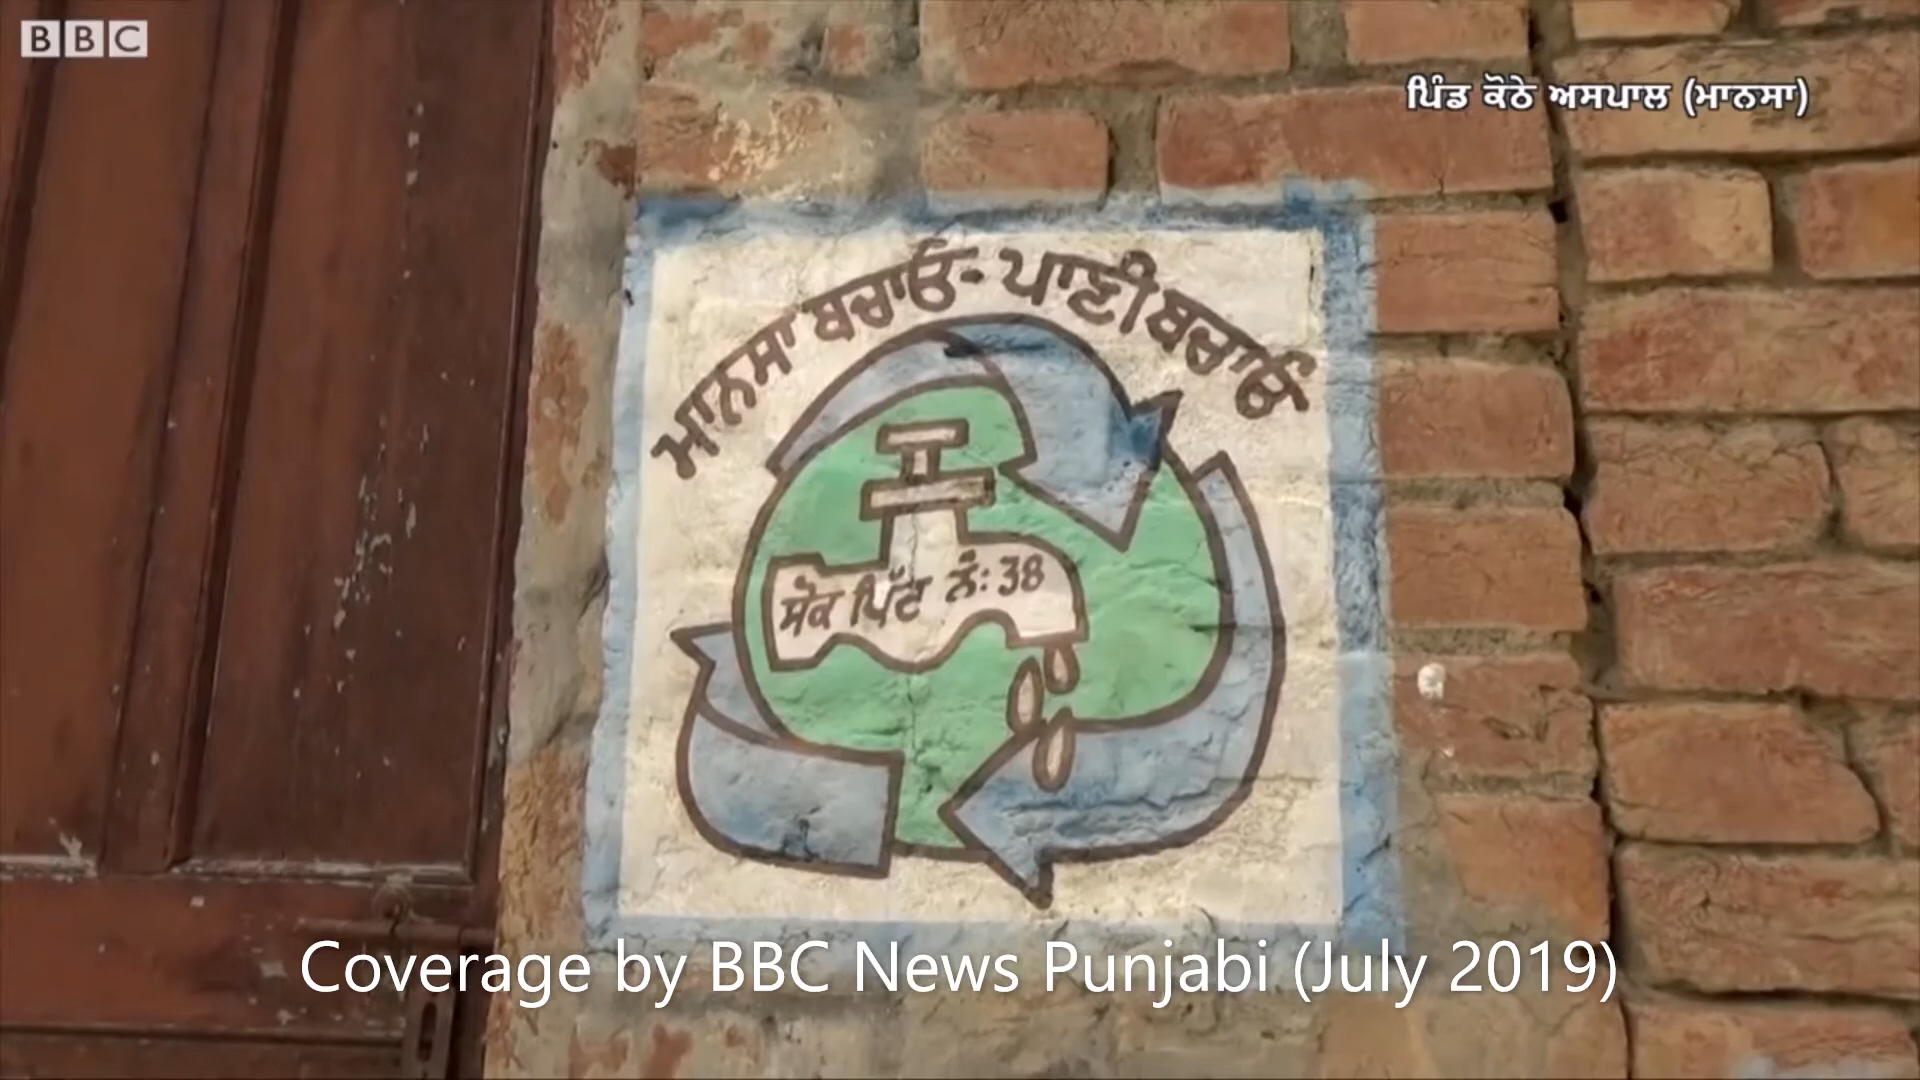 BBC
ਪਿੰਡ ਕੋਠੇ ਅਸਪਾਲ (ਮਾਨਸਾ)
ਮਾਨਸਾ ਬਚਾਓ-ਪਾਣੀ ਬਚਾਓ
ਸੋਕ ਪਿੱਟ ਨੰ: 38
Coverage by BBC News Punjabi (July 2019)